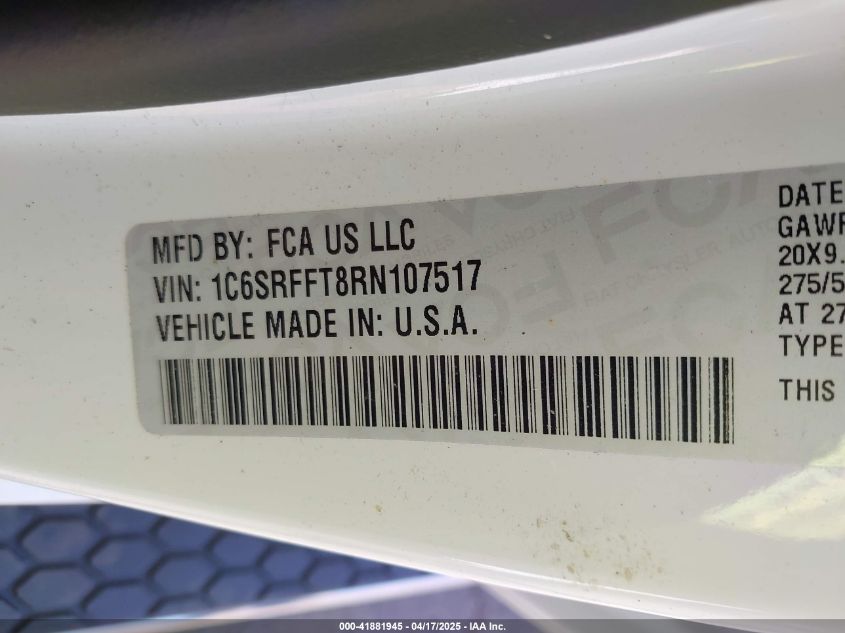 MFD BY: FCA US LLC
VIN: 1C6SRFFT8RN107517
VEHICLE MADE IN: U.S.A.
DATE
GAWR
20X9.
275/5
AT 27
TYPE
THIS
FCA
000-41881945 - 04/17/2025 - IAA Inc.